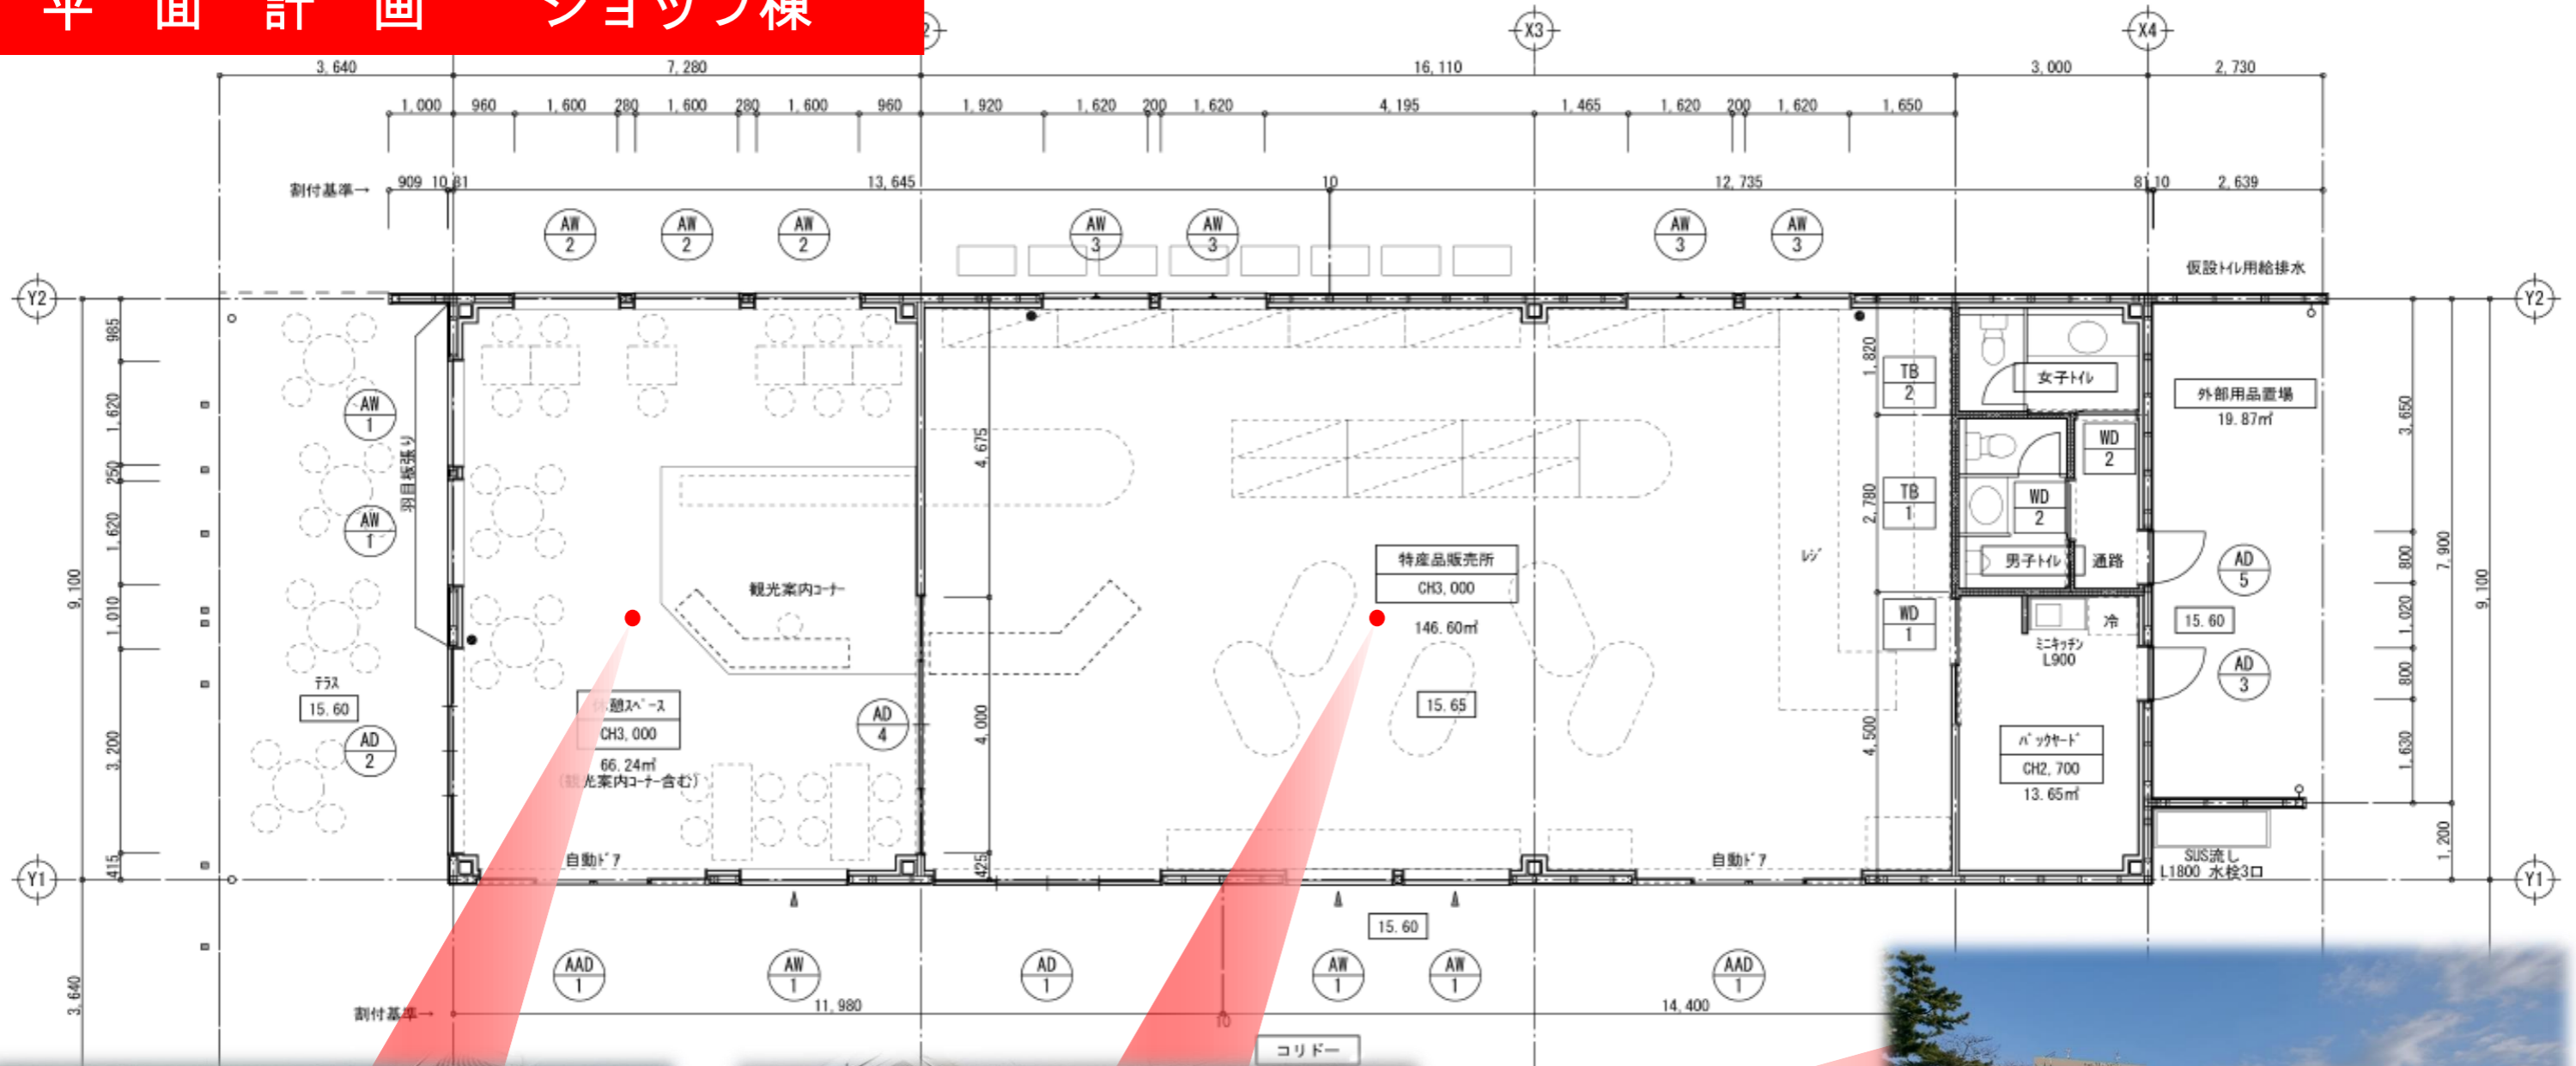 平 面 計 画 ショップ棟
X3
X4
3,640
7,280
16,110
3,000
2,730
1,000
960
1,600
280
1,600
280
1,600
960
1,920
1,620
200
1,620
4,195
1,465
1,620
200
1,620
1,650
割付基準→
909
10
81
13,645
10
12,735
81
10
2,639
AW
2
AW
2
AW
2
AW
3
AW
3
AW
3
AW
3
仮設トイレ用給排水
Y2
Y2
985
1,620
250
1,620
1,010
3,200
415
9,100
3,640
AW
1
AW
1
羽目板張り
テラス
15.60
AD
2
観光案内コーナー
休憩スペース
CH3,000
66.24㎡
(観光案内コーナー含む)
AD
4
自動ドア
4,675
4,000
425
特産品販売所
CH3,000
146.60㎡
15.65
レジ
自動ドア
1,820
2,780
4,500
TB
2
TB
1
WD
1
女子トイレ
WD
2
WD
2
男子トイレ
通路
冷
ミニキッチン
L900
バックヤード
CH2,700
13.65㎡
外部用品置場
19.87㎡
AD
5
15.60
AD
3
SUS流し
L1800 水栓3口
3,650
800
1,020
800
1,630
7,900
1,200
9,100
Y1
Y1
15.60
AAD
1
AW
1
AD
1
AW
1
AW
1
AAD
1
割付基準→
11,980
10
14,400
コリドー